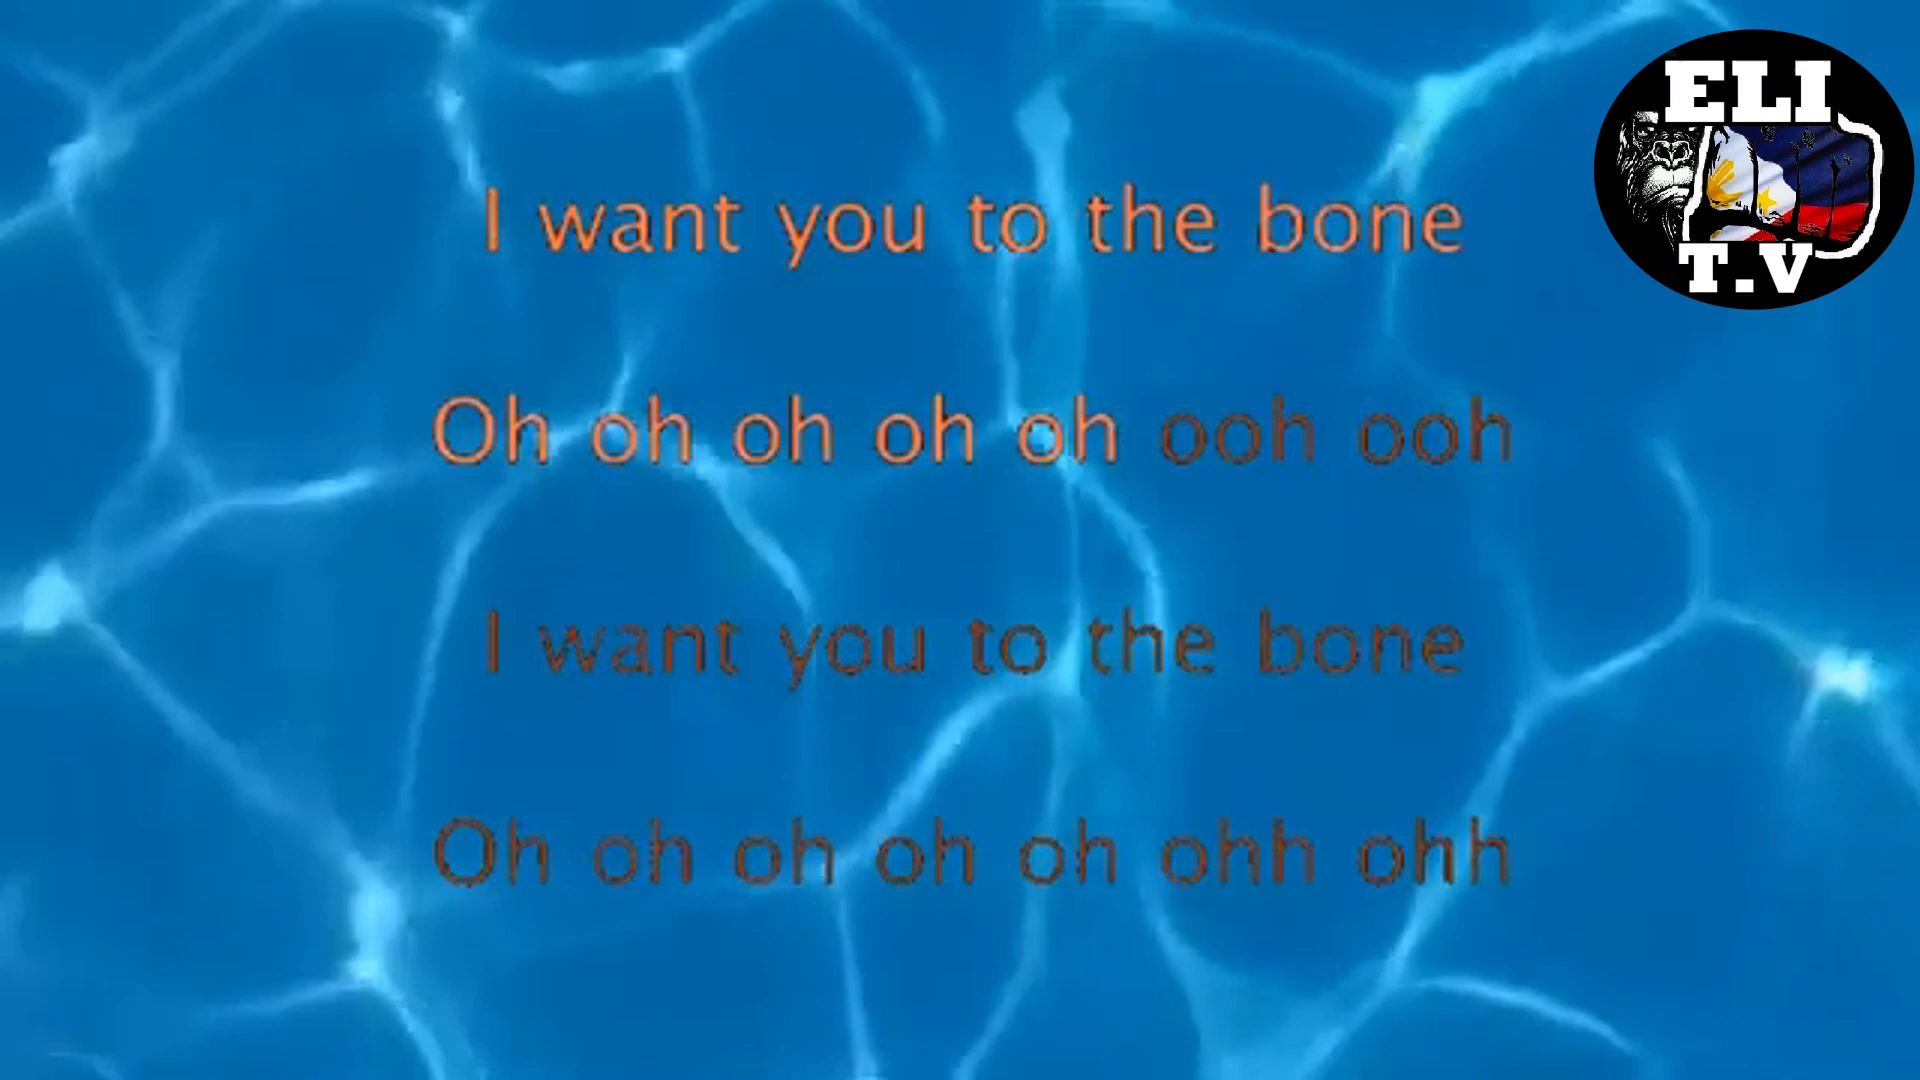 ELI
T.V
I want you to the bone
Oh oh oh oh oh ooh ooh
I want you to the bone
Oh oh oh oh oh ohh ohh